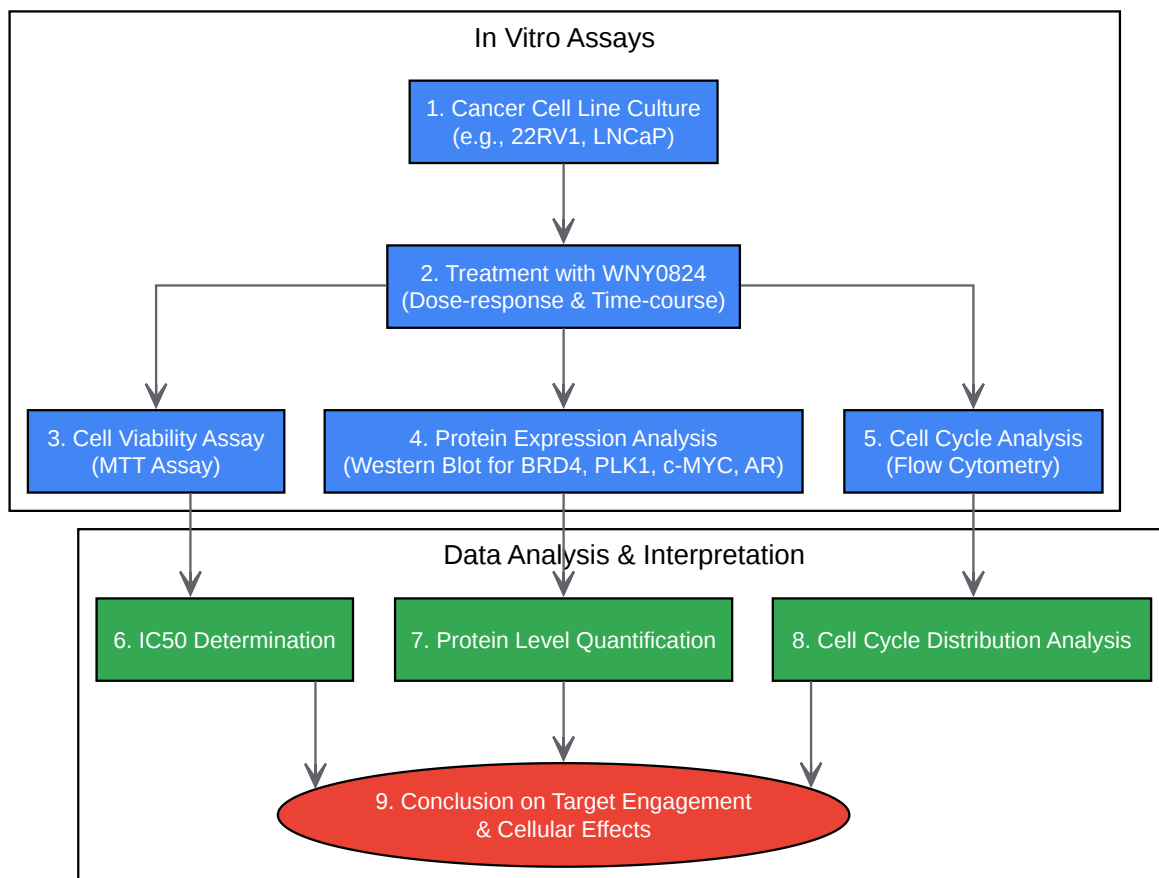 In Vitro Assays
1. Cancer Cell Line Culture
(e.g., 22RV1, LNCaP)
2. Treatment with WNY0824
(Dose-response & Time-course)
3. Cell Viability Assay
(MTT Assay)
4. Protein Expression Analysis
(Western Blot for BRD4, PLK1, c-MYC, AR)
5. Cell Cycle Analysis
(Flow Cytometry)
Data Analysis & Interpretation
6. IC50 Determination
7. Protein Level Quantification
8. Cell Cycle Distribution Analysis
9. Conclusion on Target Engagement
& Cellular Effects